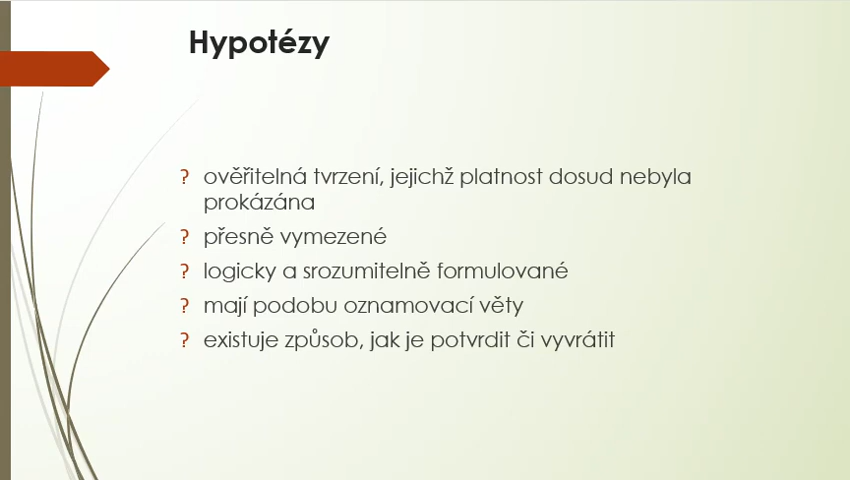 Hypotézy
? ověřitelná tvrzení, jejichž platnost dosud nebyla
prokázána
? přesně vymezené
? logicky a srozumitelně formulované
? mají podobu oznamovací věty
? existuje způsob, jak je potvrdit či vyvrátit